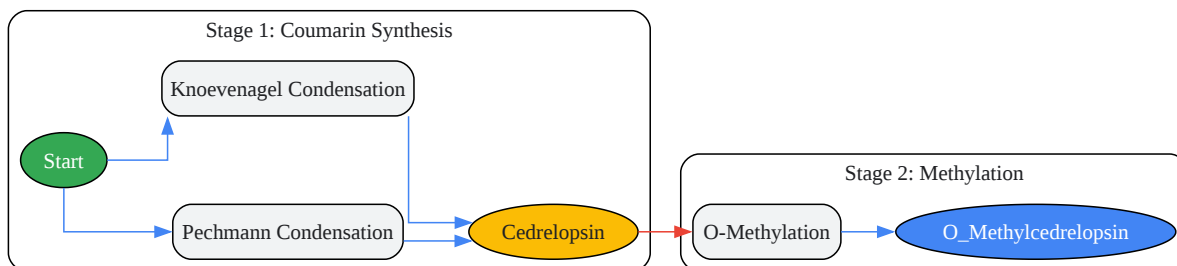 Stage 1: Coumarin Synthesis
Knoevenagel Condensation
Start
Pechmann Condensation
Cedrelopsin
Stage 2: Methylation
O-Methylation
O_Methylcedrelopsin